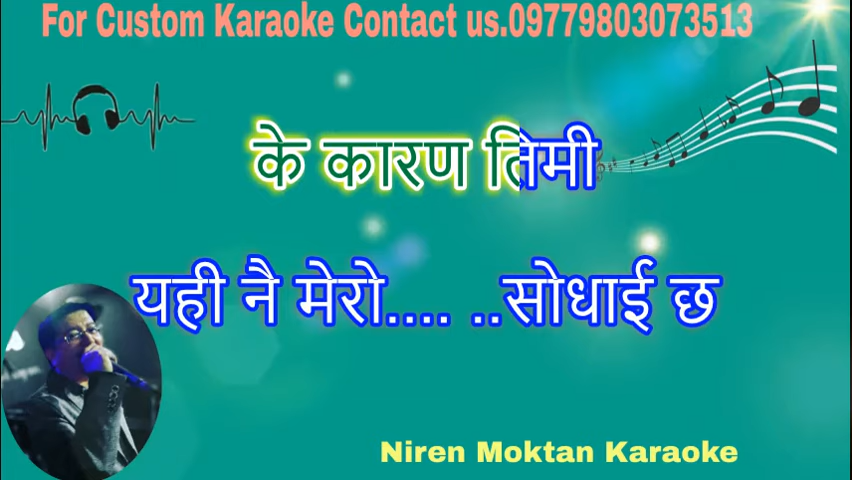 For Custom Karaoke Contact us.09779803073513
के कारण तिमी
यही नै मेरो.... ..सोधाई छ
Niren Moktan Karaoke